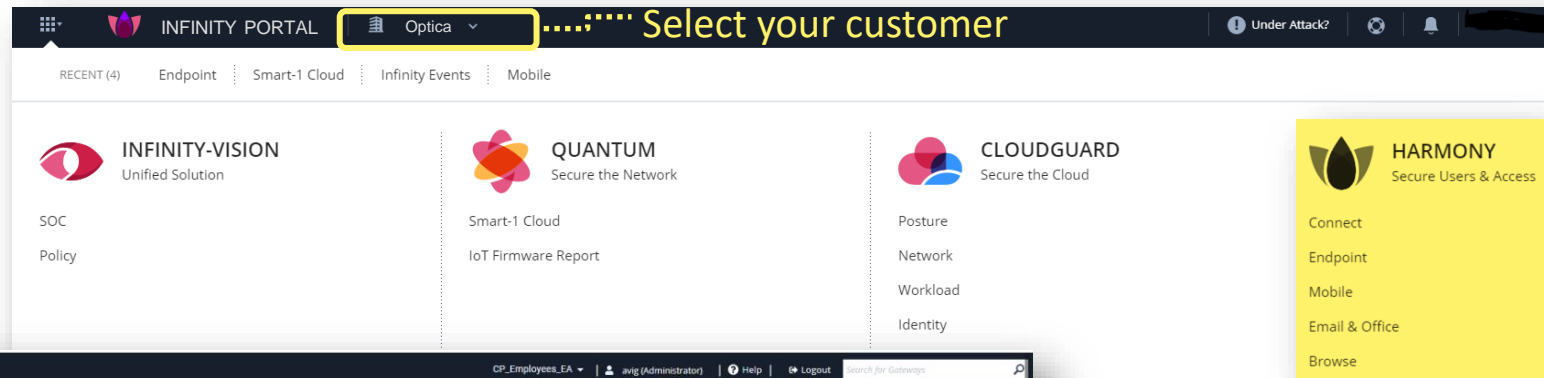 INFINITY PORTAL Optica Select your customer Under Attack?
RECENT (4) Endpoint Smart-1 Cloud Infinity Events Mobile
INFINITY-VISION
Unified Solution
SOC
Policy
QUANTUM
Secure the Network
Smart-1 Cloud
IoT Firmware Report
CLOUDGUARD
Secure the Cloud
Posture
Network
Workload
Identity
HARMONY
Secure Users & Access
Connect
Endpoint
Mobile
Email & Office
Browse
CP_Employees_EA avig (Administrator) Help Logout Search for Gateways